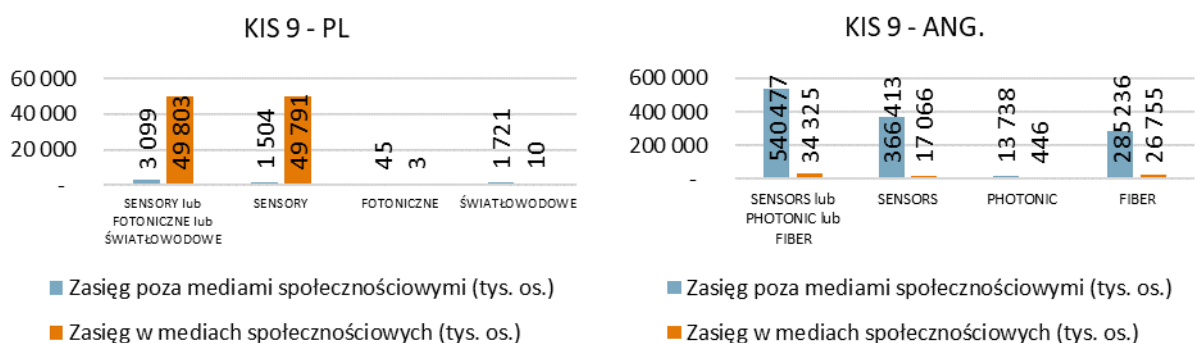 KIS 9 - PL
60 000
40 000
20 000
-
3 099
49 803
1 504
49 791
45
3
1 721
10
SENSORY lub
FOTONICZNE lub
ŚWIATŁOWODOWE
SENSORY
FOTONICZNE
ŚWIATŁOWODOWE
Zasięg poza mediami społecznościowymi (tys. os.)
Zasięg w mediach społecznościowych (tys. os.)
KIS 9 - ANG.
600 000
400 000
200 000
-
540 477
34 325
366 413
17 066
13 738
446
285 236
26 755
SENSORS lub
PHOTONIC lub
FIBER
SENSORS
PHOTONIC
FIBER
Zasięg poza mediami społecznościowymi (tys. os.)
Zasięg w mediach społecznościowych (tys. os.)